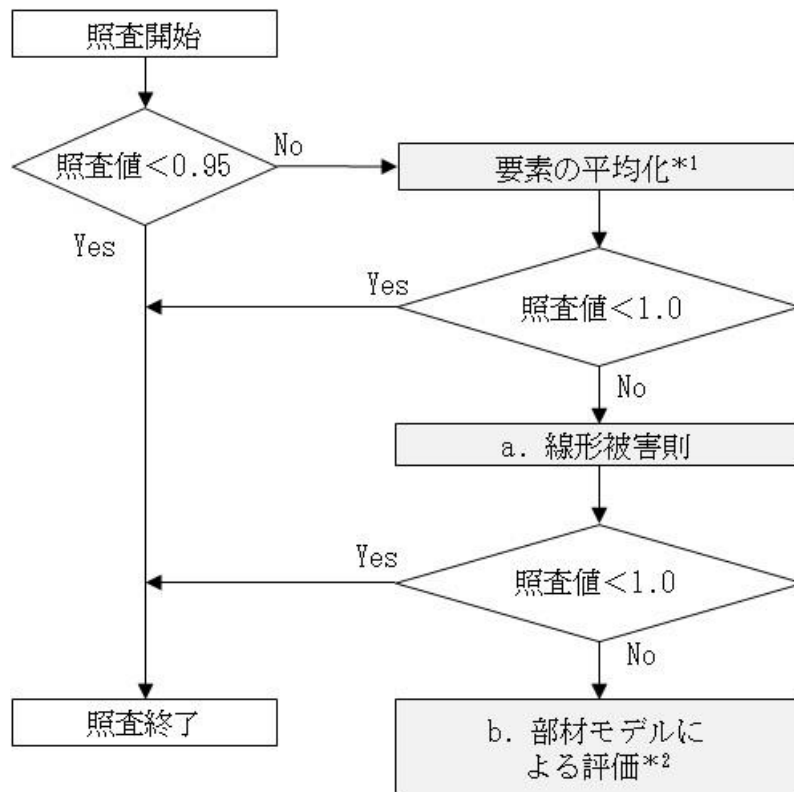 照査開始
照査値<0.95
No
要素の平均化*1
Yes
Yes
照査値<1.0
No
a. 線形被害則
Yes
照査値<1.0
No
照査終了
b. 部材モデルに
よる評価*2